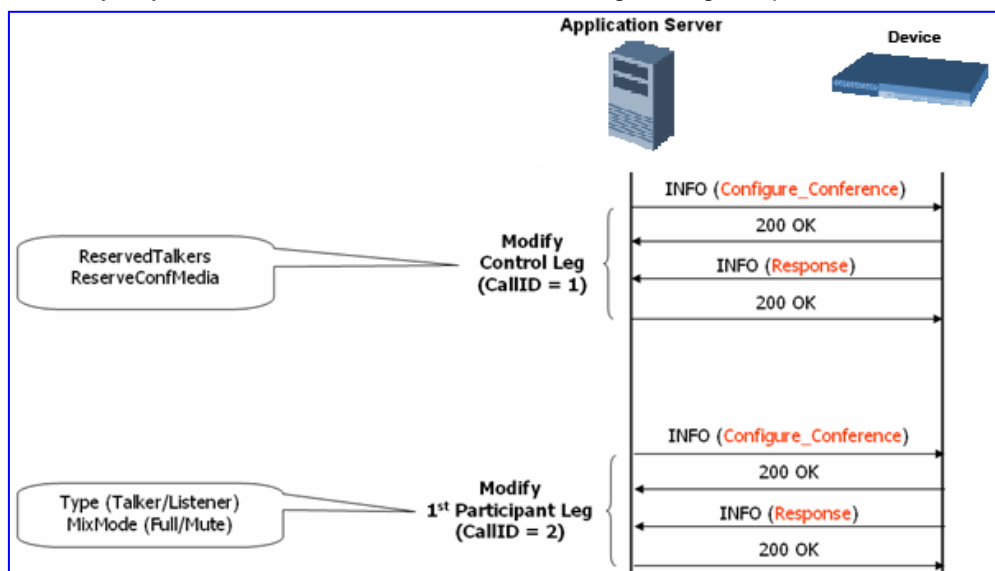 Application Server
Device
INFO (Configure_Conference)
200 OK
INFO (Response)
200 OK
Modify
Control Leg
(CallID = 1)
ReservedTalkers
ReserveConfMedia
INFO (Configure_Conference)
200 OK
INFO (Response)
200 OK
Modify
1st Participant Leg
(CallID = 2)
Type (Talker/Listener)
MixMode (Full/Mute)